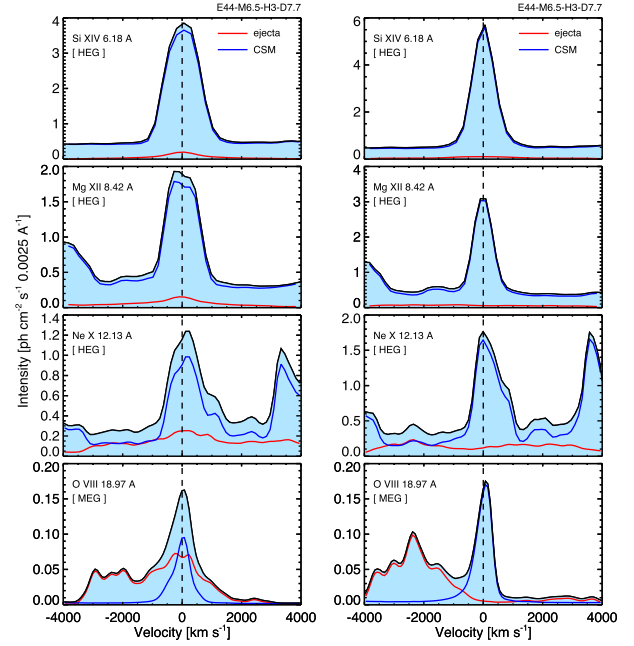 E44-M6.5-H3-D7.7
E44-M6.5-H3-D7.7
Si XIV 6.18 A
[ HEG ]
ejecta
CSM
4
3
2
1
0
Si XIV 6.18 A
[ HEG ]
ejecta
CSM
6
4
2
0
Mg XII 8.42 A
[ HEG ]
2.0
1.5
1.0
0.5
0.0
Mg XII 8.42 A
[ HEG ]
4
3
2
1
0
Intensity [ph cm-2 s-1 0.0025 A-1]
Ne X 12.13 A
[ HEG ]
1.4
1.2
1.0
0.8
0.6
0.4
0.2
0.0
Ne X 12.13 A
[ HEG ]
2.0
1.5
1.0
0.5
0.0
O VIII 18.97 A
[ MEG ]
0.20
0.15
0.10
0.05
0.00
O VIII 18.97 A
[ MEG ]
0.20
0.15
0.10
0.05
0.00
-4000 -2000 0 2000 4000
-4000 -2000 0 2000 4000
Velocity [km s-1]
Velocity [km s-1]